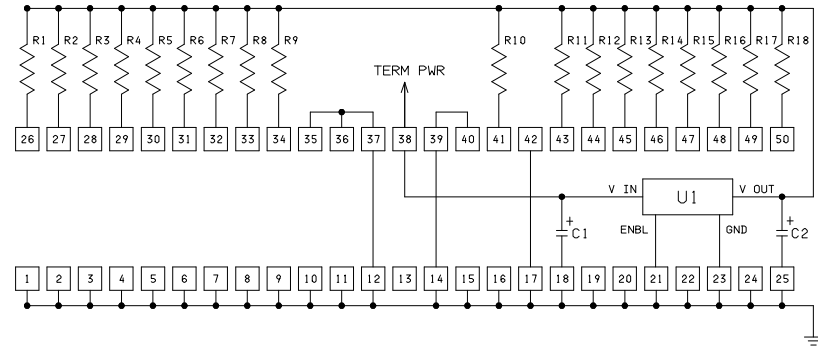 R1 R2 R3 R4 R5 R6 R7 R8 R9 R10 R11 R12 R13 R14 R15 R16 R17 R18
TERM PWR
26 27 28 29 30 31 32 33 34 35 36 37 38 39 40 41 42 43 44 45 46 47 48 49 50
V IN U1 V OUT
+ C1 ENBL GND + C2
1 2 3 4 5 6 7 8 9 10 11 12 13 14 15 16 17 18 19 20 21 22 23 24 25